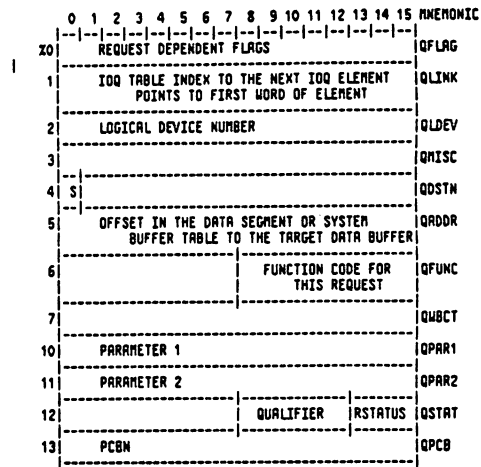 0 1 2 3 4 5 6 7 8 9 10 11 12 13 14 15 MNEMONIC
%0 REQUEST DEPENDENT FLAGS QFLAG
1 IOQ TABLE INDEX TO THE NEXT IOQ ELEMENT QLINK
POINTS TO FIRST WORD OF ELEMENT
2 LOGICAL DEVICE NUMBER QLDEV
3 QMISC
4 S QDSTN
5 OFFSET IN THE DATA SEGMENT OR SYSTEM QADDR
BUFFER TABLE TO THE TARGET DATA BUFFER
6 FUNCTION CODE FOR QFUNC
THIS REQUEST
7 QWBCT
10 PARAMETER 1 QPAR1
11 PARAMETER 2 QPAR2
12 QUALIFIER RSTATUS QSTAT
13 PCBN QPCB